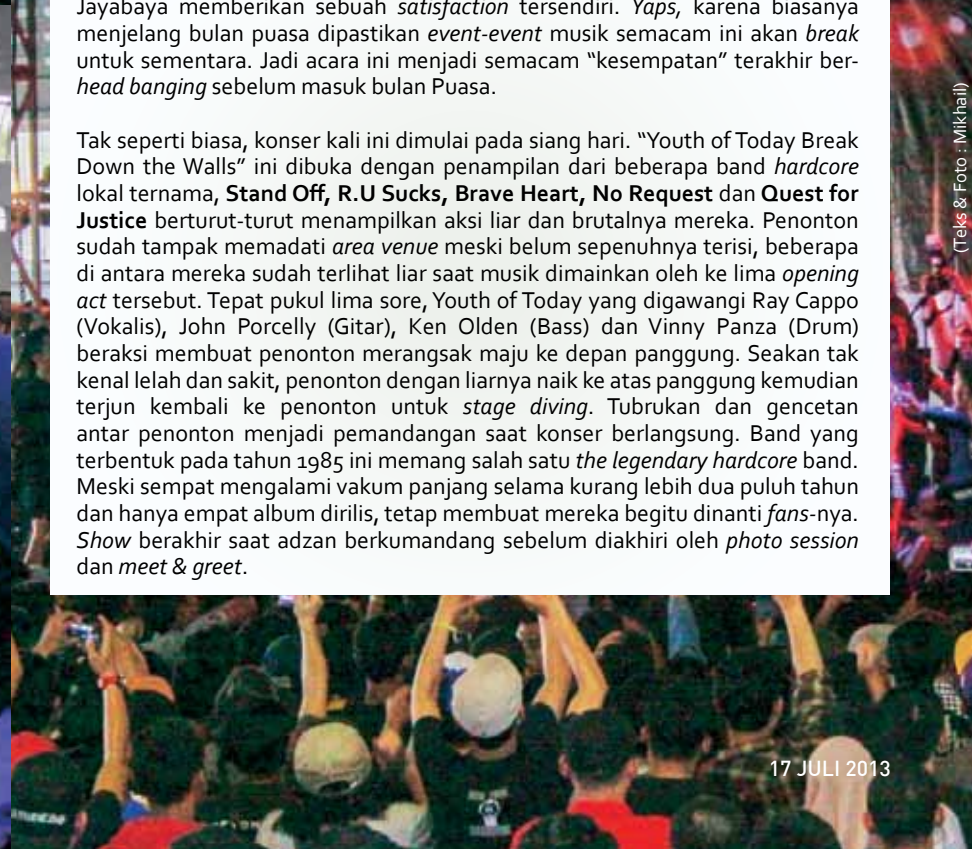 Jayabaya memberikan sebuah satisfaction tersendiri. Yaps, karena biasanya
menjelang bulan puasa dipastikan event-event musik semacam ini akan break
untuk sementara. Jadi acara ini menjadi semacam “kesempatan” terakhir ber-
head banging sebelum masuk bulan Puasa.
Tak seperti biasa, konser kali ini dimulai pada siang hari. “Youth of Today Break
Down the Walls” ini dibuka dengan penampilan dari beberapa band hardcore
lokal ternama, Stand Off, R.U Sucks, Brave Heart, No Request dan Quest for
Justice berturut-turut menampilkan aksi liar dan brutalnya mereka. Penonton
sudah tampak memadati area venue meski belum sepenuhnya terisi, beberapa
di antara mereka sudah terlihat liar saat musik dimainkan oleh ke lima opening
act tersebut. Tepat pukul lima sore, Youth of Today yang digawangi Ray Cappo
(Vokalis), John Porcelly (Gitar), Ken Olden (Bass) dan Vinny Panza (Drum)
beraksi membuat penonton merangsak maju ke depan panggung. Seakan tak
kenal lelah dan sakit, penonton dengan liarnya naik ke atas panggung kemudian
terjun kembali ke penonton untuk stage diving. Tubrukan dan gencetan
antar penonton menjadi pemandangan saat konser berlangsung. Band yang
terbentuk pada tahun 1985 ini memang salah satu the legendary hardcore band.
Meski sempat mengalami vakum panjang selama kurang lebih dua puluh tahun
dan hanya empat album dirilis, tetap membuat mereka begitu dinanti fans-nya.
Show berakhir saat adzan berkumandang sebelum diakhiri oleh photo session
dan meet & greet.
(Teks & Foto : Mikhail)
17 JULI 2013